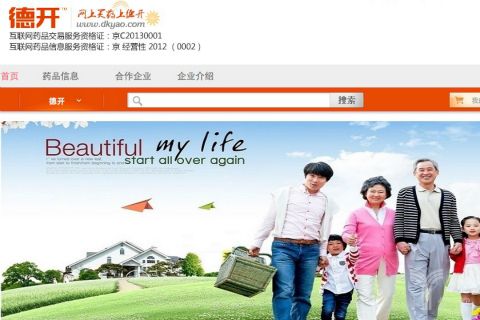 德开 网上买药上德开
www.dkyao.com
互联网药品交易服务资格证：京C20130001
互联网药品信息服务资格证：京 经营性 2012 （0002）
首页 药品信息 合作企业 企业介绍
德开 搜索
Beautiful my life
start all over again